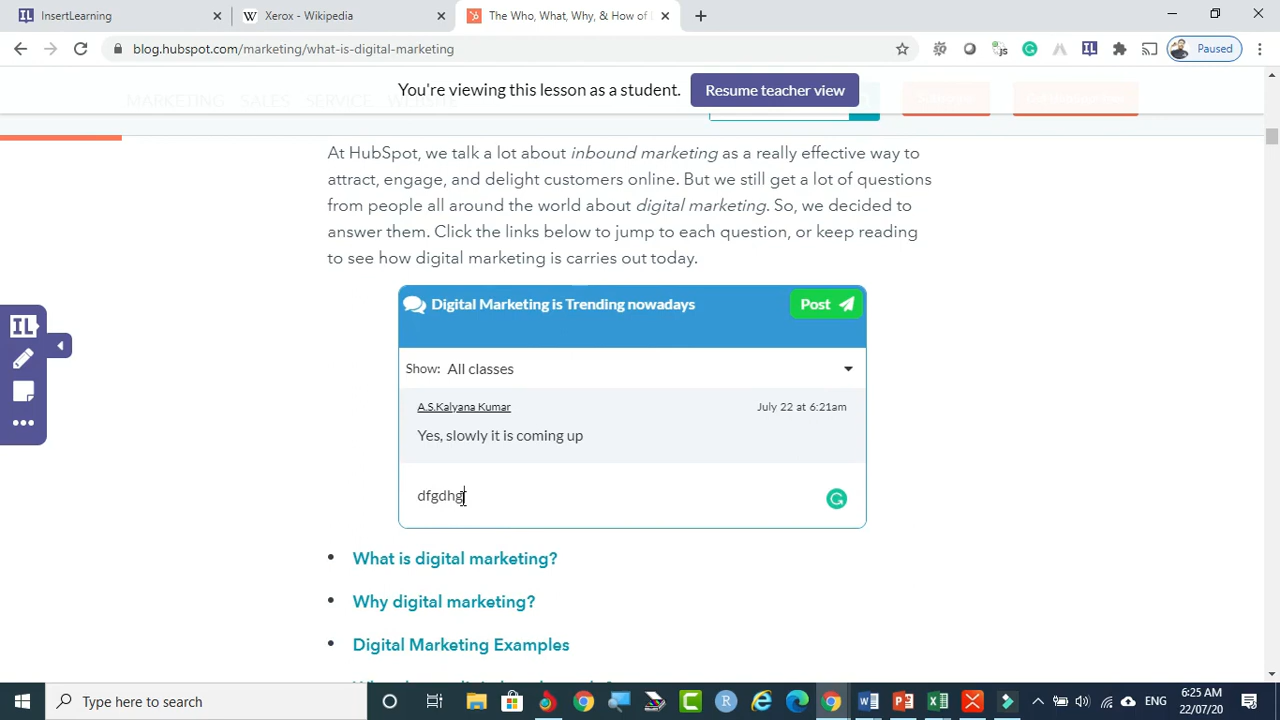 InsertLearning
Xerox - Wikipedia
The Who, What, Why, & How of
blog.hubspot.com/marketing/what-is-digital-marketing
Paused
You're viewing this lesson as a student.
Resume teacher view
MARKETING SALES SERVICE WEBSITE
At HubSpot, we talk a lot about inbound marketing as a really effective way to
attract, engage, and delight customers online. But we still get a lot of questions
from people all around the world about digital marketing. So, we decided to
answer them. Click the links below to jump to each question, or keep reading
to see how digital marketing is carries out today.
Digital Marketing is Trending nowadays
Post
Show: All classes
A.S.Kalyana Kumar July 22 at 6:21am
Yes, slowly it is coming up
dfgdhg
IL
• What is digital marketing?
• Why digital marketing?
• Digital Marketing Examples
Type here to search
ENG
6:25 AM
22/07/20